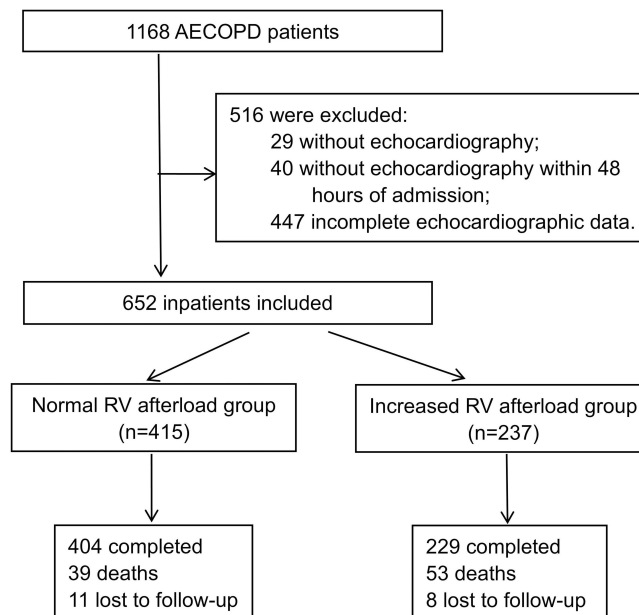 1168 AECOPD patients
516 were excluded:
29 without echocardiography;
40 without echocardiography within 48
hours of admission;
447 incomplete echocardiographic data.
652 inpatients included
Normal RV afterload group
(n=415)
Increased RV afterload group
(n=237)
404 completed
39 deaths
11 lost to follow-up
229 completed
53 deaths
8 lost to follow-up